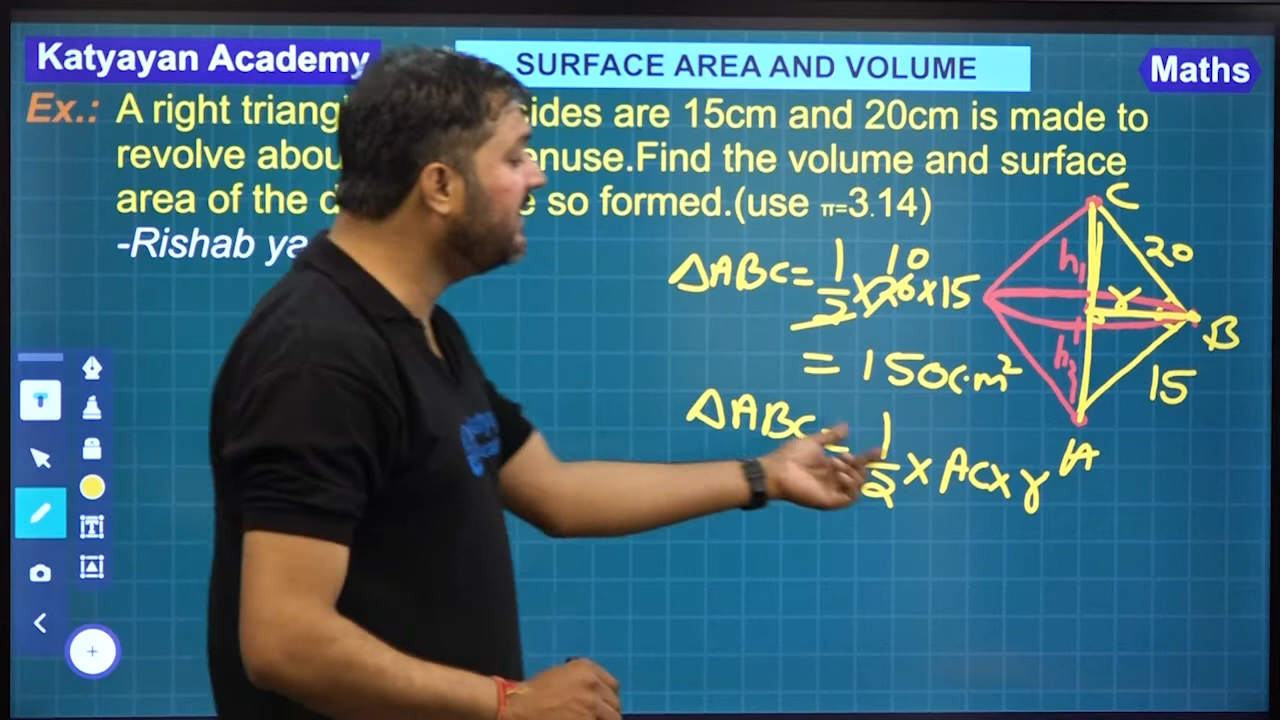 Katyayan Academy
SURFACE AREA AND VOLUME
Maths
Ex.: A right triang sides are 15cm and 20cm is made to
revolve abou enuse.Find the volume and surface
area of the d so formed.(use π=3.14)
-Rishab ya
ΔABC = 1/2 × 20 10 × 15
= 150c.m²
ΔABC = 1/2 × AC × r
C
h₁
20
r
B
h₂
15
A